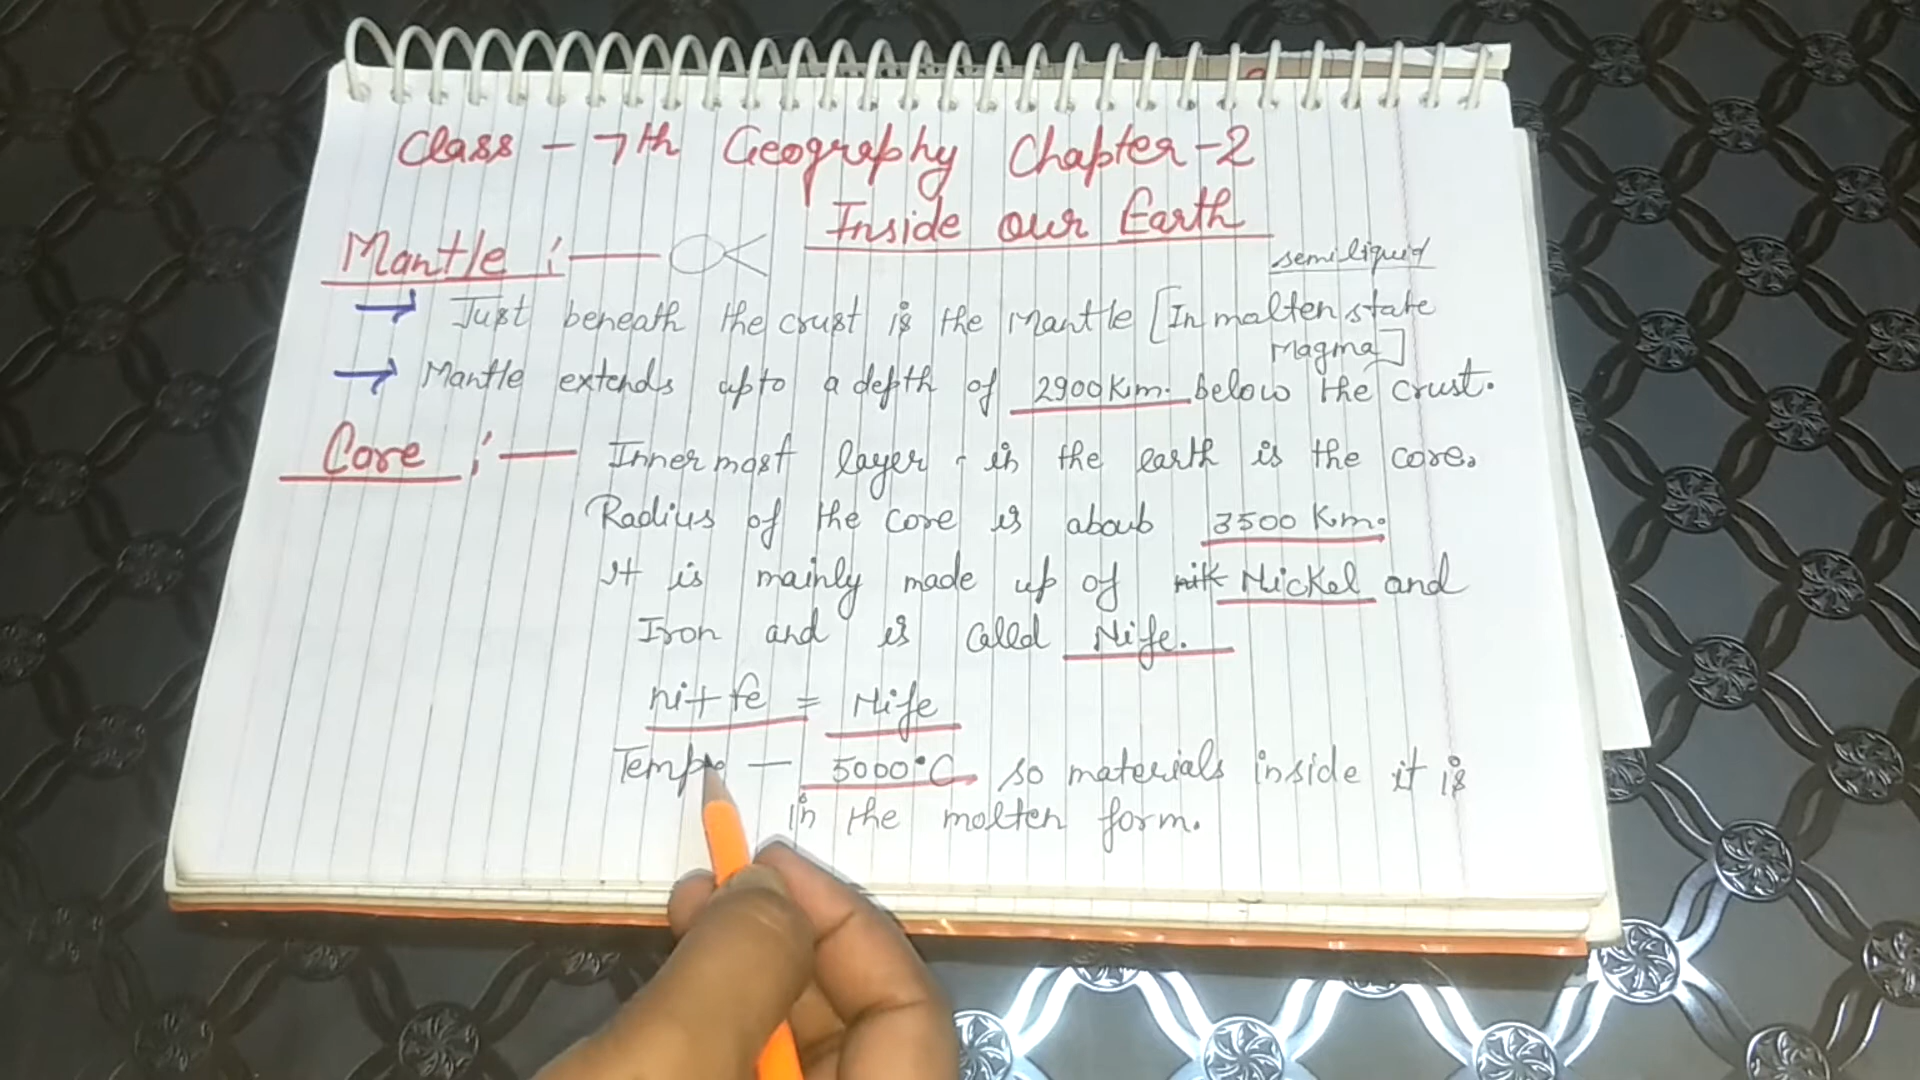 Class - 7th Geography Chapter-2
Inside our Earth
Mantle :—
semiliquid
→ Just beneath the crust is the Mantle [In malten state
Magma]
→ Mantle extends upto a depth of 2900 Km. below the crust.
Core :— Inner most layer - in the earth is the core.
Radius of the core is about 3500 Km.
It is mainly made up of nik Nickel and
Iron and is Called Nife.
ni+fe = Nife
Temp — 5000°C so materials inside it is
in the molten form.